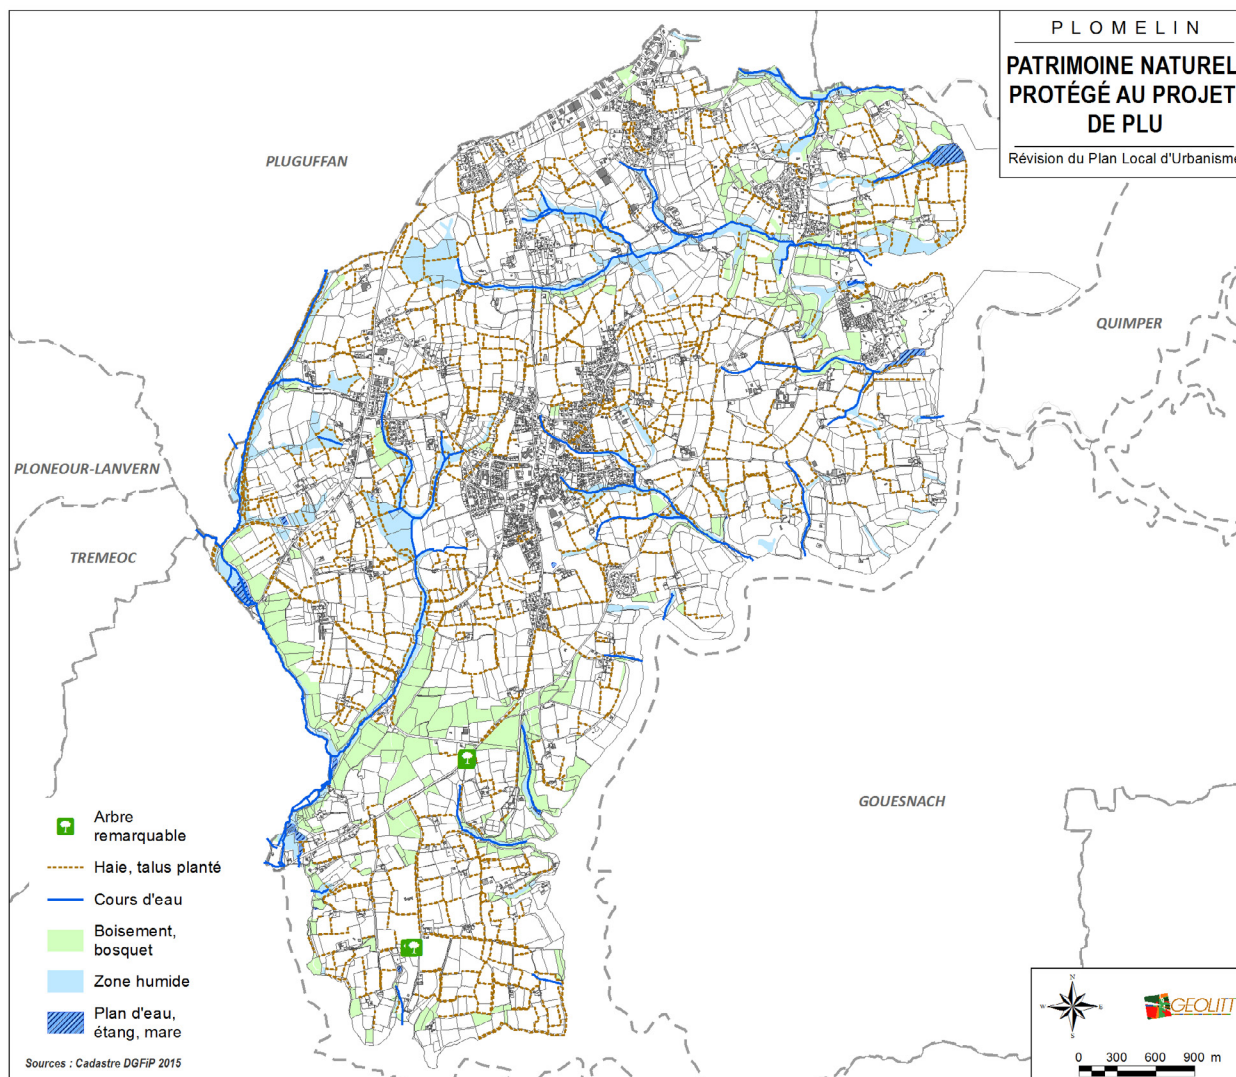 PLOMELIN
PATRIMOINE NATUREL
PROTÉGÉ AU PROJET
DE PLU
Révision du Plan Local d'Urbanisme
PLUGUFFAN
QUIMPER
PLONEOUR-LANVERN
TREMEOC
GOUESNACH
Arbre
remarquable
Haie, talus planté
Cours d'eau
Boisement,
bosquet
Zone humide
Plan d'eau,
étang, mare
Sources : Cadastre DGFiP 2015
N
W
E
S
GEOLITT
0 300 600 900 m